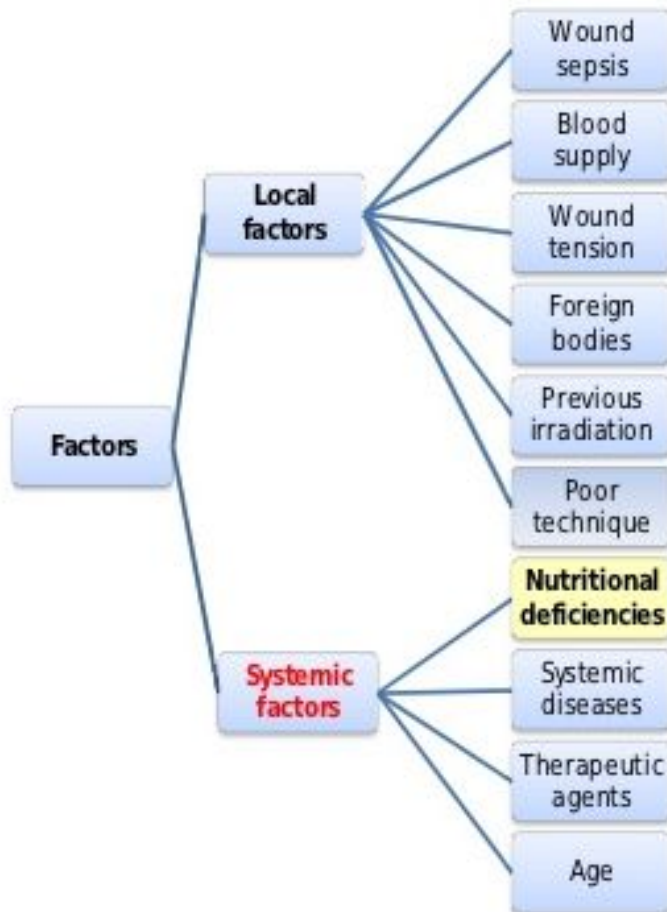 Wound
sepsis
Blood
supply
Local
factors
Wound
tension
Foreign
bodies
Previous
irradiation
Factors
Poor
technique
Nutritional
deficiencies
Systemic
factors
Systemic
diseases
Therapeutic
agents
Age